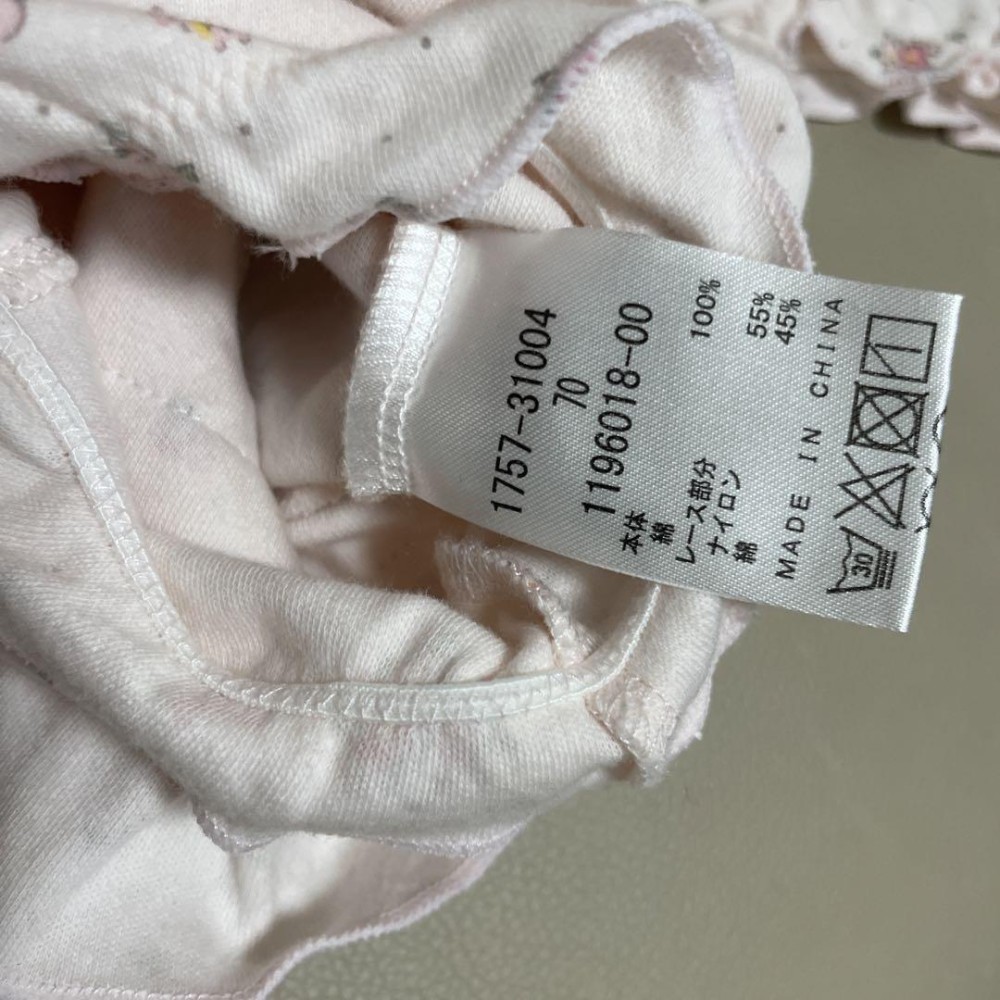 1757-31004
70
1196018-00
本体
綿 100%
レース部分
ナイロン 55%
綿 45%
MADE IN CHINA
30